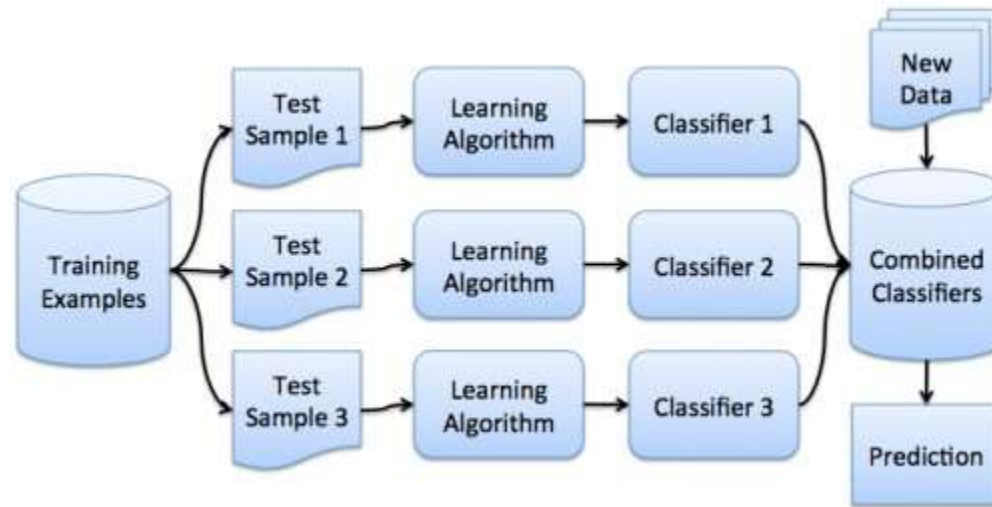 Training
Examples
Test
Sample 1
Learning
Algorithm
Classifier 1
Test
Sample 2
Learning
Algorithm
Classifier 2
Test
Sample 3
Learning
Algorithm
Classifier 3
New
Data
Combined
Classifiers
Prediction